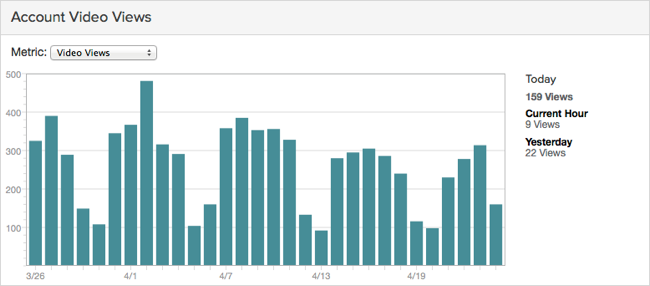 Account Video Views
Metric: Video Views
500
400
300
200
100
3/26
4/1
4/7
4/13
4/19
Today
159 Views
Current Hour
9 Views
Yesterday
22 Views